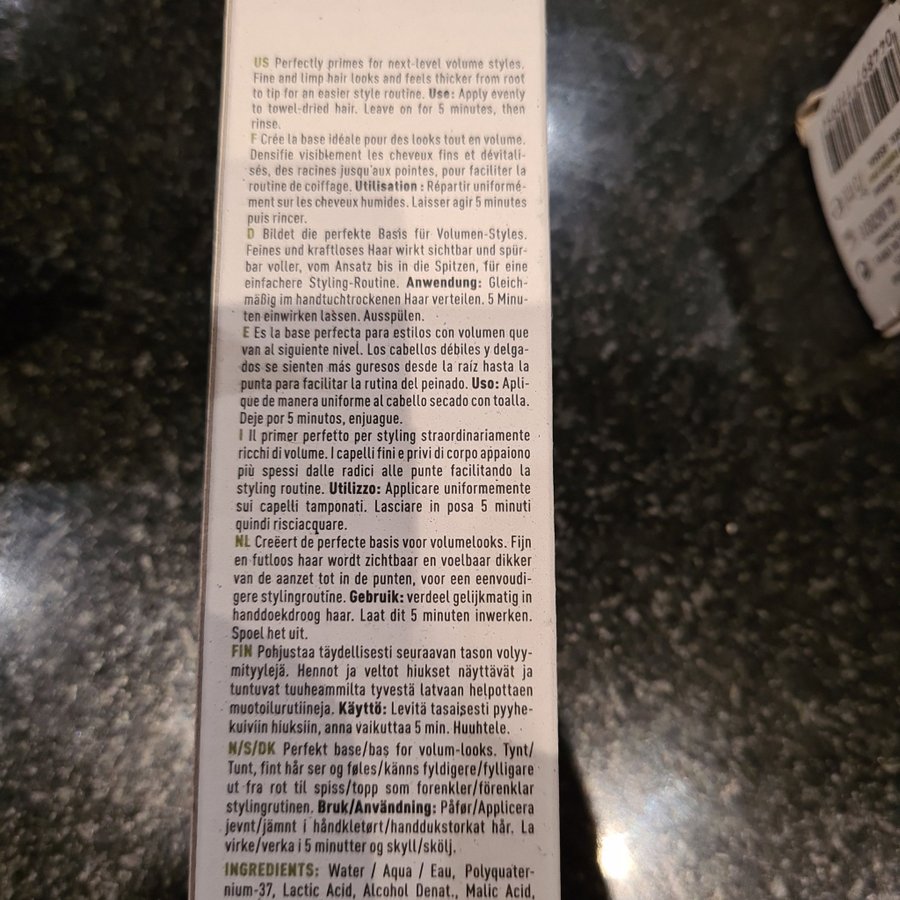 US Perfectly primes for next-level volume styles.
Fine and limp hair looks and feels thicker from root
to tip for an easier style routine. Use: Apply evenly
to towel-dried hair. Leave on for 5 minutes, then
rinse.
F Crée la base idéale pour des looks tout en volume.
Densifie visiblement les cheveux fins et dévitali-
sés, des racines jusqu'aux pointes, pour faciliter la
routine de coiffage. Utilisation : Répartir uniformé-
ment sur les cheveux humides. Laisser agir 5 minutes
puis rincer.
D Bildet die perfekte Basis für Volumen-Styles.
Feines und kraftloses Haar wirkt sichtbar und spür-
bar voller, vom Ansatz bis in die Spitzen, für eine
einfachere Styling-Routine. Anwendung: Gleich-
mäßig im handtuchtrockenen Haar verteilen. 5 Minu-
ten einwirken lassen. Ausspülen.
E Es la base perfecta para estilos con volumen que
van al siguiente nivel. Los cabellos débiles y delga-
dos se sienten más guresos desde la raíz hasta la
punta para facilitar la rutina del peinado. Uso: Apli-
que de manera uniforme al cabello secado con toalla.
Deje por 5 minutos, enjuague.
I Il primer perfetto per styling straordinariamente
ricchi di volume. I capelli fini e privi di corpo appaiono
più spessi dalle radici alle punte facilitando la
styling routine. Utilizzo: Applicare uniformemente
sui capelli tamponati. Lasciare in posa 5 minuti
quindi risciacquare.
NL Creëert de perfecte basis voor volumelooks. Fijn
en futloos haar wordt zichtbaar en voelbaar dikker
van de aanzet tot in de punten, voor een eenvoudi-
gere stylingroutine. Gebruik: verdeel gelijkmatig in
handdoekdroog haar. Laat dit 5 minuten inwerken.
Spoel het uit.
FIN Pohjustaa täydellisesti seuraavan tason volyy-
mityylejä. Hennot ja veltot hiukset näyttävät ja
tuntuvat tuuheammilta tyvestä latvaan helpottaen
muotoilurutiineja. Käyttö: Levitä tasaisesti pyyhe-
kuiviin hiuksiin, anna vaikuttaa 5 min. Huuhtele.
N/S/DK Perfekt base/bas for volum-looks. Tynt/
Tunt, fint hår ser og føles/känns fyldigere/fylligare
ut fra rot til spiss/topp som forenkler/förenklar
stylingrutinen. Bruk/Användning: Påfør/Applicera
jevnt/jämnt i håndkletørt/handdukstorkat hår. La
virke/verka i 5 minutter og skyll/skölj.
INGREDIENTS: Water / Aqua / Eau, Polyquater-
nium-37, Lactic Acid, Alcohol Denat., Malic Acid,